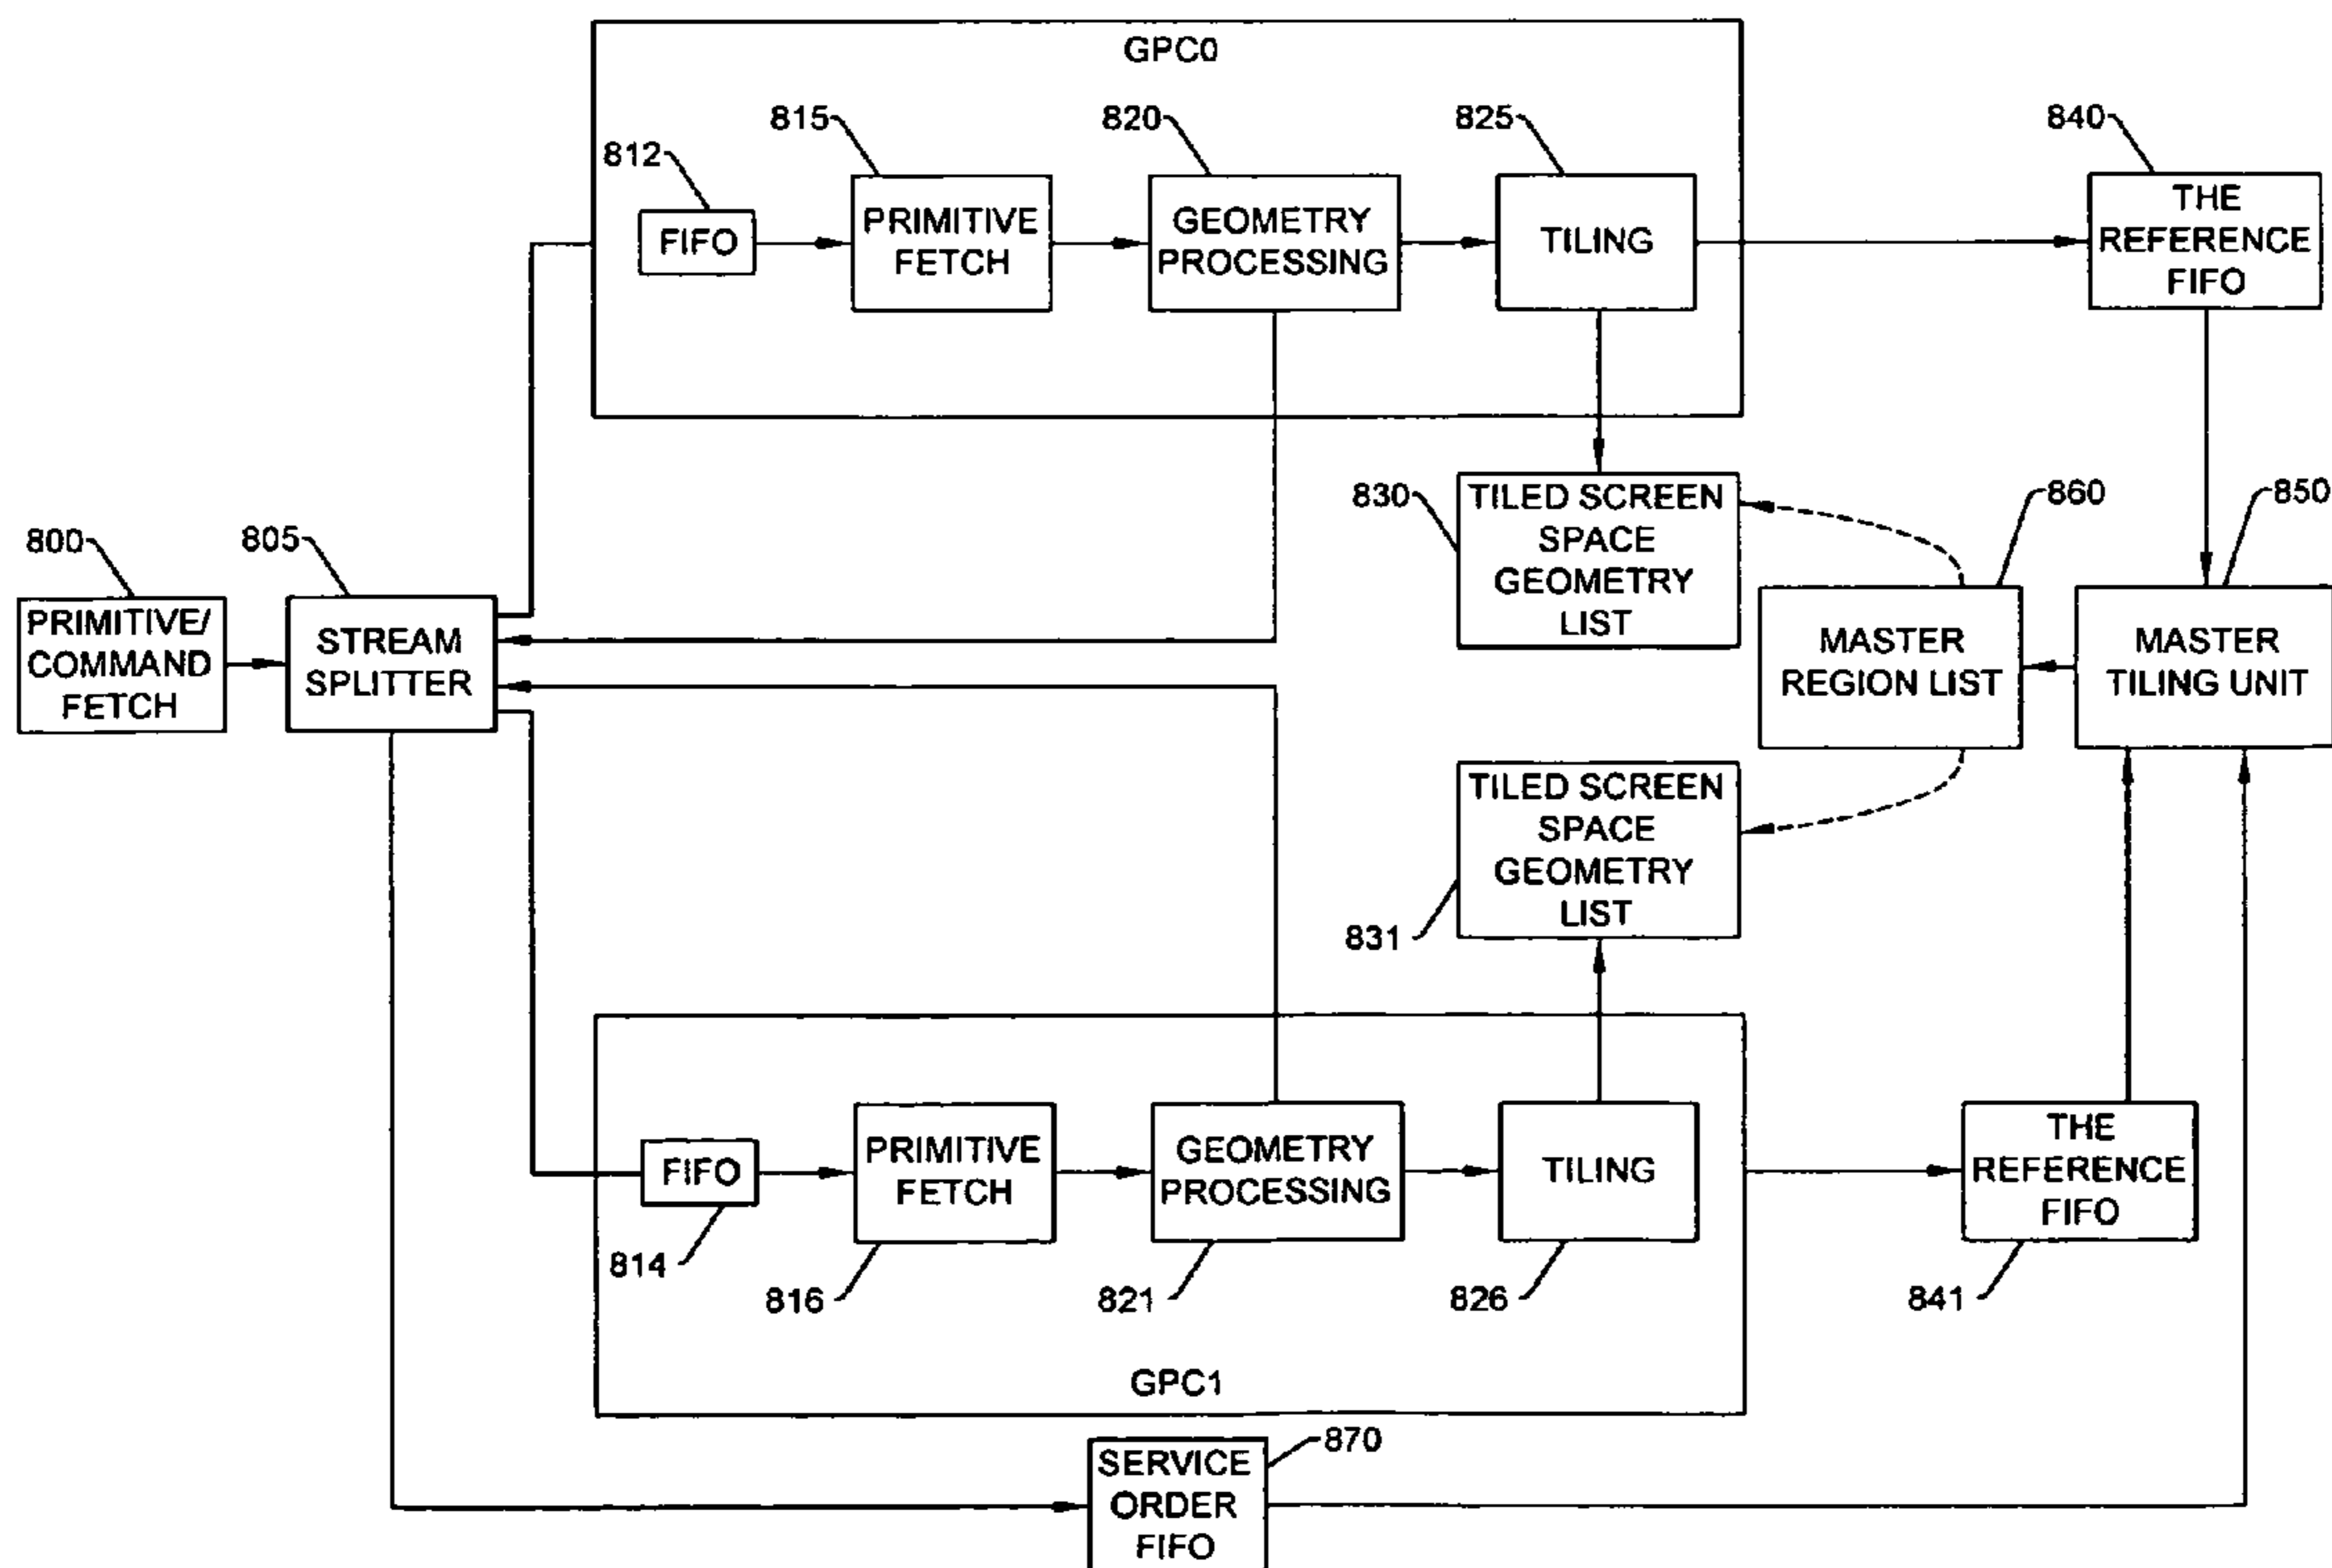 GPC0
812
FIFO
815
PRIMITIVE
FETCH
820
GEOMETRY
PROCESSING
825
TILING
840
THE
REFERENCE
FIFO
800
PRIMITIVE/
COMMAND
FETCH
805
STREAM
SPLITTER
830
TILED SCREEN
SPACE
GEOMETRY
LIST
860
MASTER
REGION LIST
850
MASTER
TILING UNIT
TILED SCREEN
SPACE
GEOMETRY
LIST
831
FIFO
814
PRIMITIVE
FETCH
816
GEOMETRY
PROCESSING
821
TILING
826
THE
REFERENCE
FIFO
841
GPC1
870
SERVICE
ORDER
FIFO